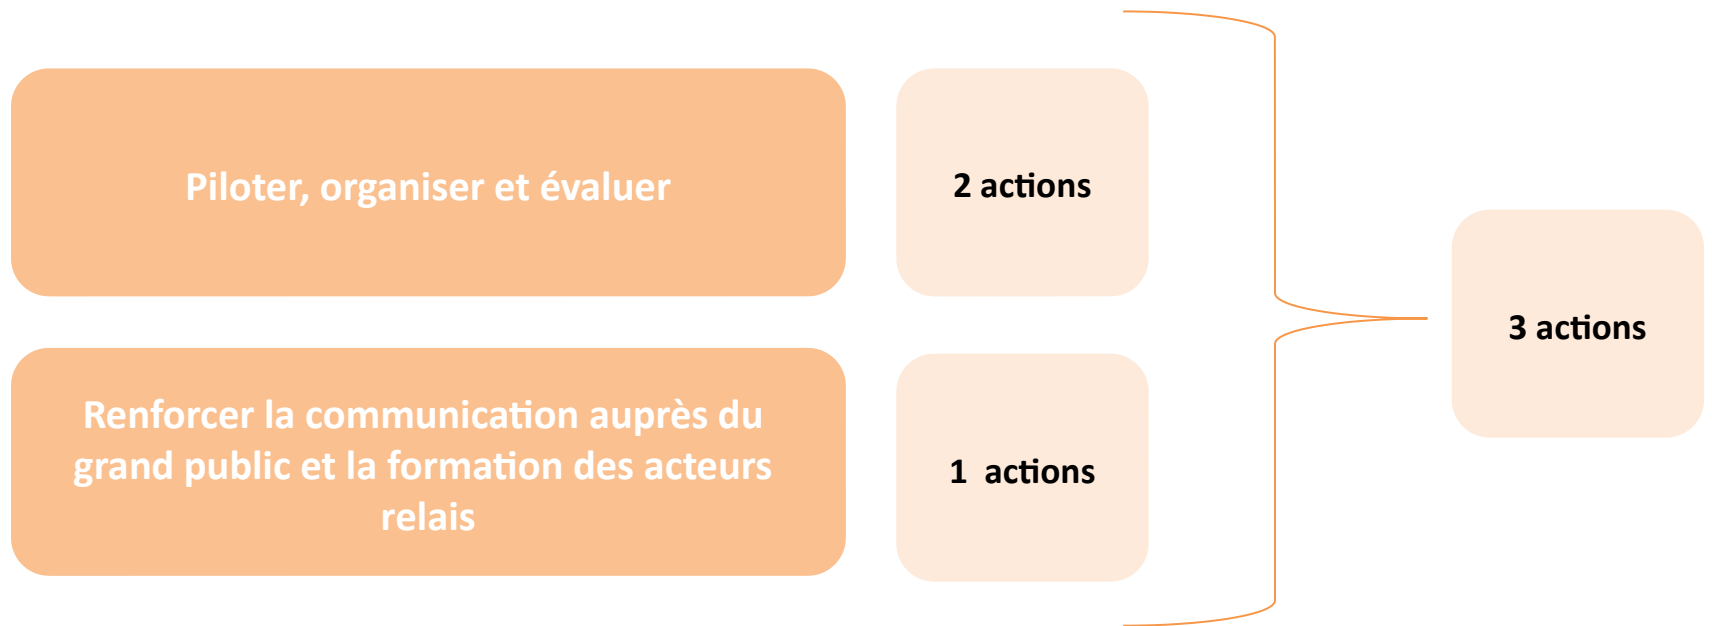 Piloter, organiser et évaluer
2 actions
3 actions
Renforcer la communication auprès du
grand public et la formation des acteurs
relais
1  actions